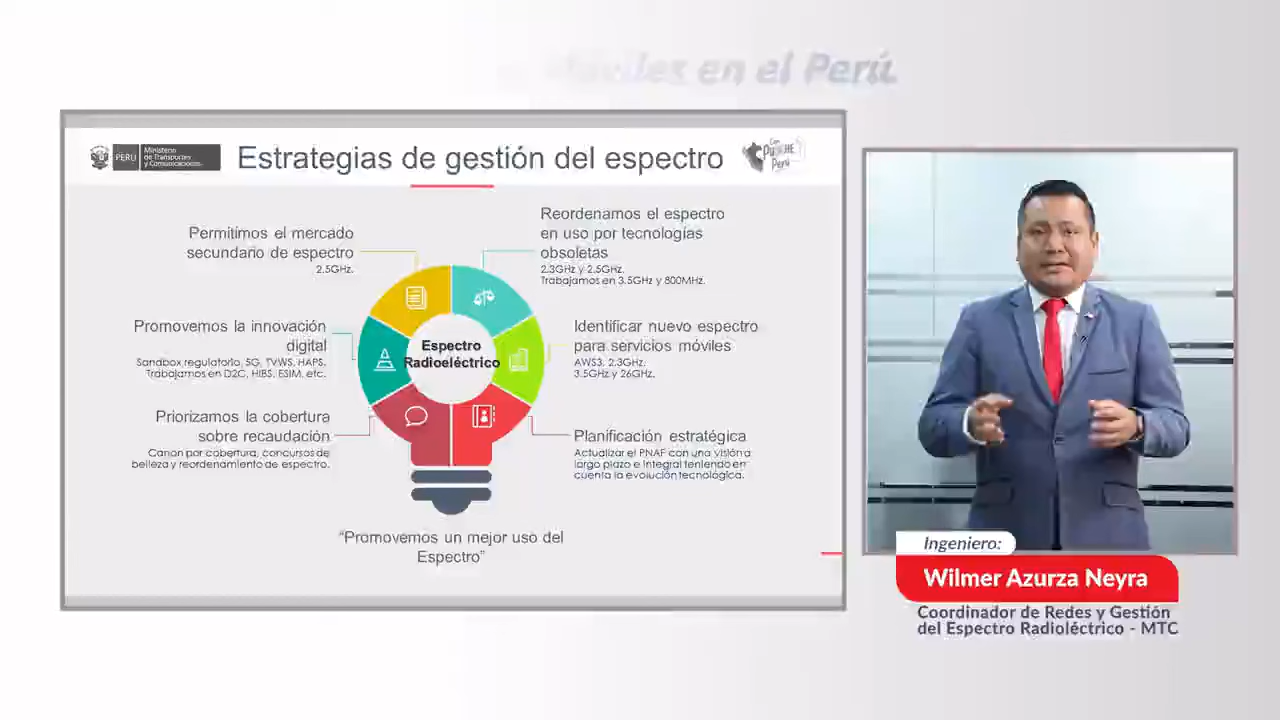 Móviles en el Perú
PERÚ
Ministerio
de Transportes
y Comunicaciones
Estrategias de gestión del espectro
Con
PUNCHE
Perú
Permitimos el mercado
secundario de espectro
2.5GHz.
Reordenamos el espectro
en uso por tecnologías
obsoletas
2.3GHz y 2.5GHz.
Trabajamos en 3.5GHz y 800MHz.
Promovemos la innovación
digital
Sandbox regulatorio, 5G, TVWS, HAPS.
Trabajamos en D2C, HIBS, ESIM, etc.
Espectro
Radioeléctrico
Identificar nuevo espectro
para servicios móviles
AWS3, 2.3GHz,
3.5GHz y 26GHz.
Priorizamos la cobertura
sobre recaudación
Canon por cobertura, concursos de
belleza y reordenamiento de espectro.
Planificación estratégica
Actualizar el PNAF con una visión a
largo plazo e integral teniendo en
cuenta la evolución tecnológica.
“Promovemos un mejor uso del
Espectro”
Ingeniero:
Wilmer Azurza Neyra
Coordinador de Redes y Gestión
del Espectro Radioléctrico - MTC